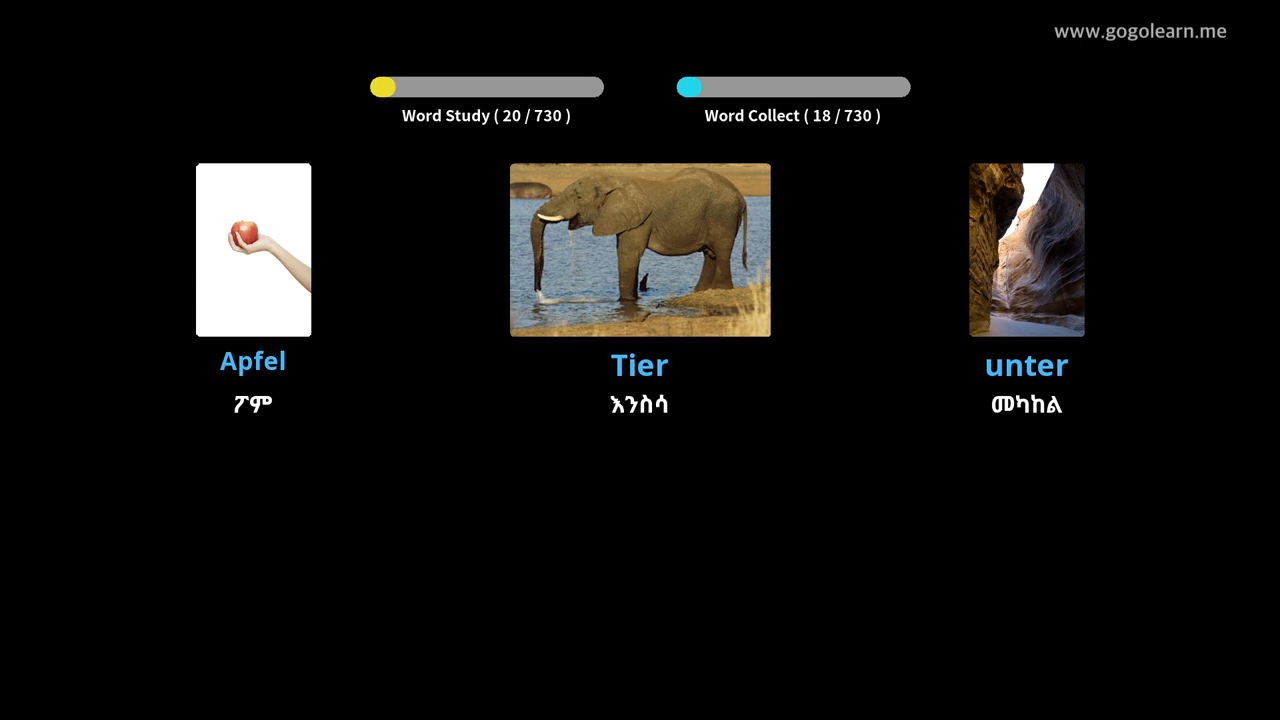 www.gogolearn.me
Word Study ( 20 / 730 )
Word Collect ( 18 / 730 )
Apfel
ፖም
Tier
እንስሳ
unter
መካከል